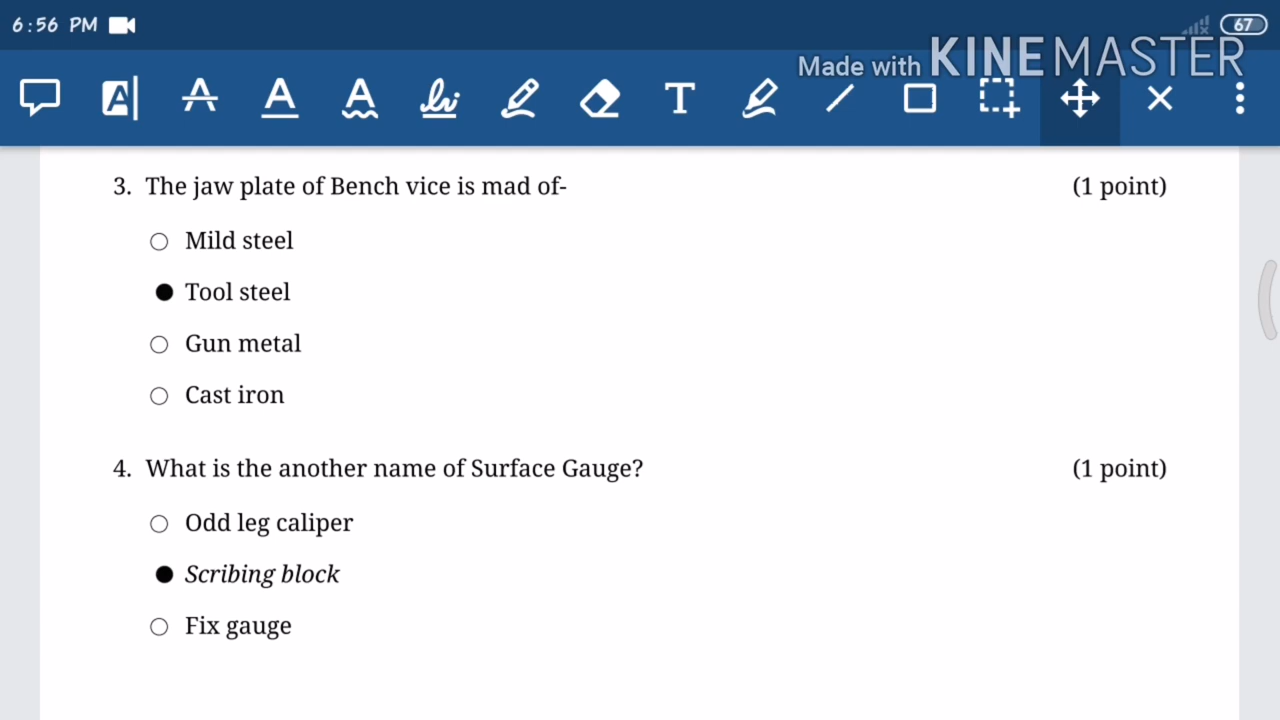 6:56 PM
67
Made with KINEMASTER
3. The jaw plate of Bench vice is mad of- (1 point)
Mild steel
Tool steel
Gun metal
Cast iron
4. What is the another name of Surface Gauge? (1 point)
Odd leg caliper
Scribing block
Fix gauge